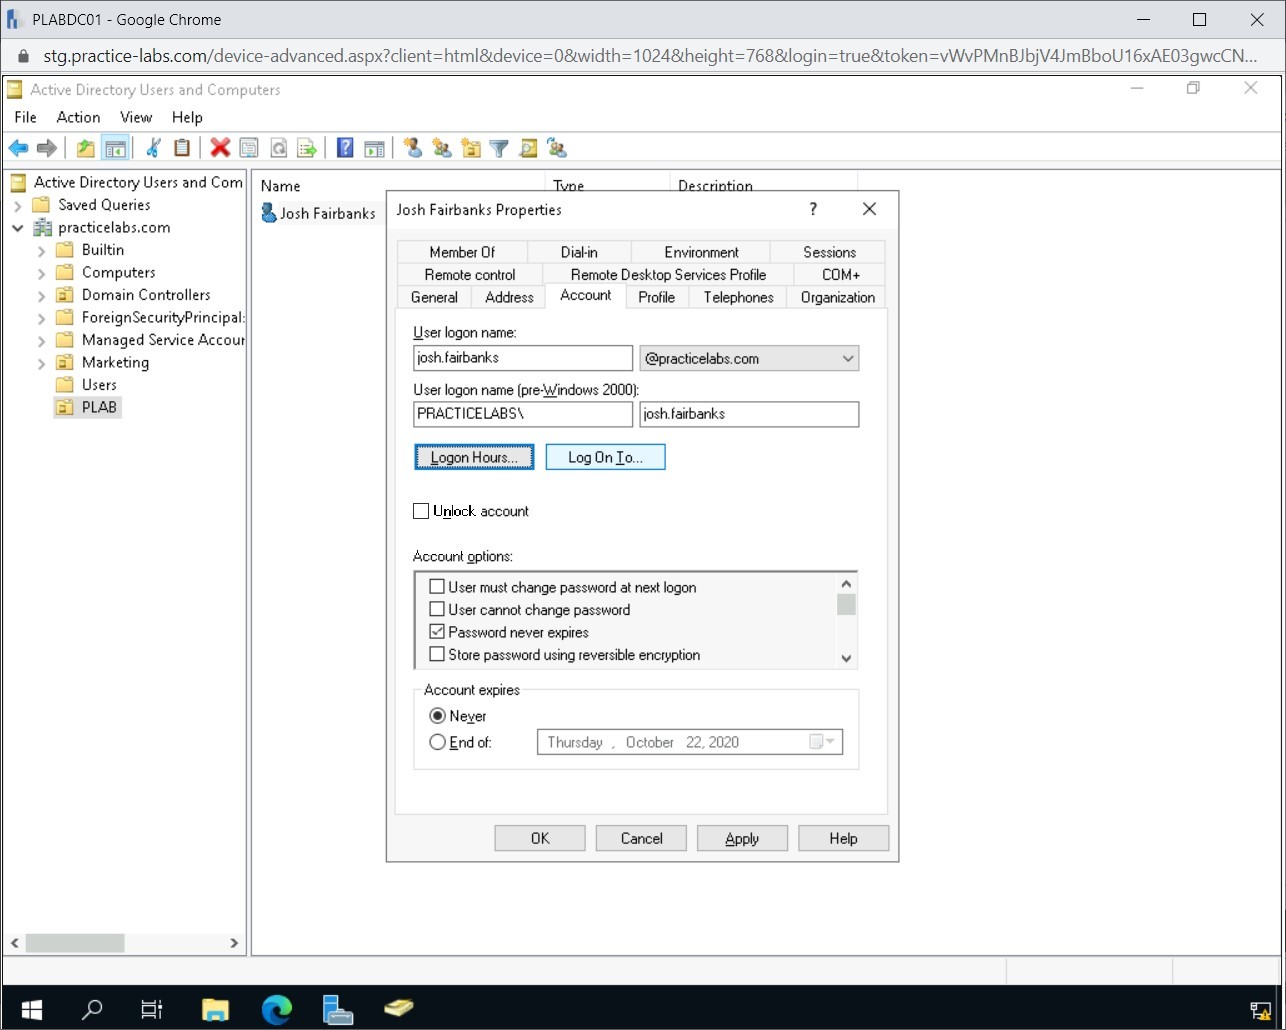 PLABDC01 - Google Chrome
stg.practice-labs.com/device-advanced.aspx?client=html&device=0&width=1024&height=768&login=true&token=vWvPMnBJbjV4JmBboU16xAE03gwcCN...
Active Directory Users and Computers
File Action View Help
Active Directory Users and Com
Saved Queries
practicelabs.com
Builtin
Computers
Domain Controllers
ForeignSecurityPrincipal:
Managed Service Accour
Marketing
Users
PLAB
Name Type Description
Josh Fairbanks
Josh Fairbanks Properties ?
Member Of Dial-in Environment Sessions
Remote control Remote Desktop Services Profile COM+
General Address Account Profile Telephones Organization
User logon name:
josh.fairbanks @practicelabs.com
User logon name (pre-Windows 2000):
PRACTICELABS\ josh.fairbanks
Logon Hours... Log On To...
Unlock account
Account options:
User must change password at next logon
User cannot change password
Password never expires
Store password using reversible encryption
Account expires
Never
End of: Thursday , October 22, 2020
OK Cancel Apply Help